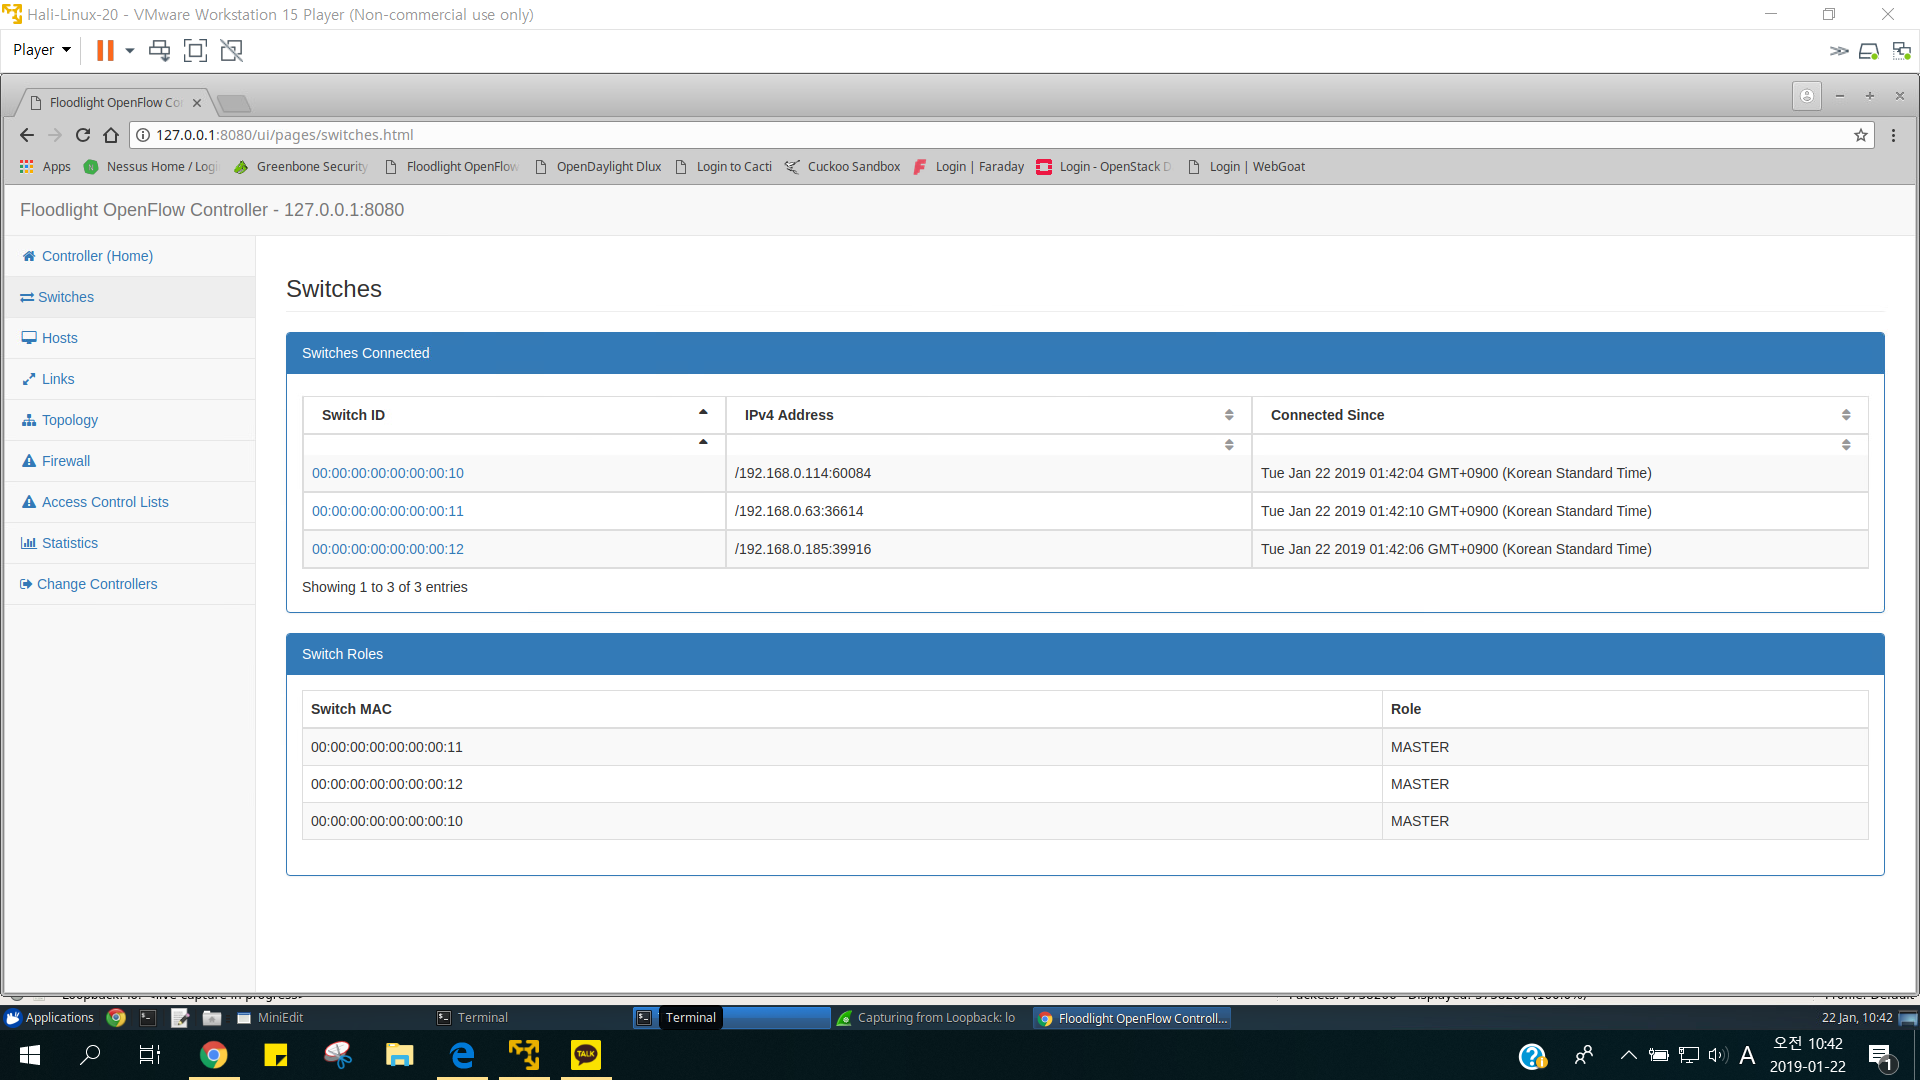 Hali-Linux-20 - VMware Workstation 15 Player (Non-commercial use only)
Player
Floodlight OpenFlow Co
127.0.0.1:8080/ui/pages/switches.html
Apps Nessus Home / Logi Greenbone Security Floodlight OpenFlow OpenDaylight Dlux Login to Cacti Cuckoo Sandbox Login | Faraday Login - OpenStack D Login | WebGoat
Floodlight OpenFlow Controller - 127.0.0.1:8080
Controller (Home)
Switches
Hosts
Links
Topology
Firewall
Access Control Lists
Statistics
Change Controllers
Switches
Switches Connected
Switch ID IPv4 Address Connected Since
00:00:00:00:00:00:00:10 /192.168.0.114:60084 Tue Jan 22 2019 01:42:04 GMT+0900 (Korean Standard Time)
00:00:00:00:00:00:00:11 /192.168.0.63:36614 Tue Jan 22 2019 01:42:10 GMT+0900 (Korean Standard Time)
00:00:00:00:00:00:00:12 /192.168.0.185:39916 Tue Jan 22 2019 01:42:06 GMT+0900 (Korean Standard Time)
Showing 1 to 3 of 3 entries
Switch Roles
Switch MAC Role
00:00:00:00:00:00:00:11 MASTER
00:00:00:00:00:00:00:12 MASTER
00:00:00:00:00:00:00:10 MASTER
Applications MiniEdit Terminal Terminal Capturing from Loopback: lo Floodlight OpenFlow Controll... 22 Jan, 10:42
TALK
A
오전 10:42
2019-01-22
1